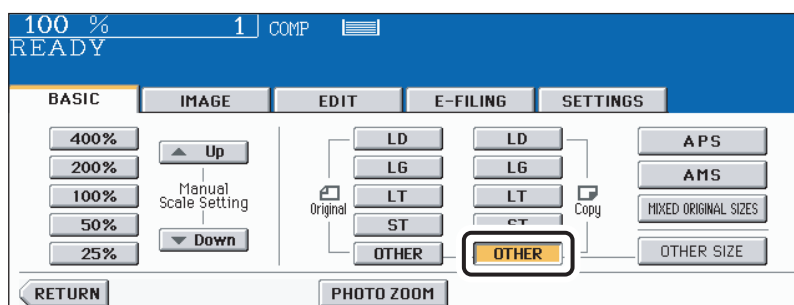 100 % 1 COMP
READY
BASIC IMAGE EDIT E-FILING SETTINGS
400% Up LD LD APS
200% LG LG AMS
100% Manual Scale Setting Original LT LT Copy MIXED ORIGINAL SIZES
50% ST ST
25% Down OTHER OTHER OTHER SIZE
RETURN PHOTO ZOOM